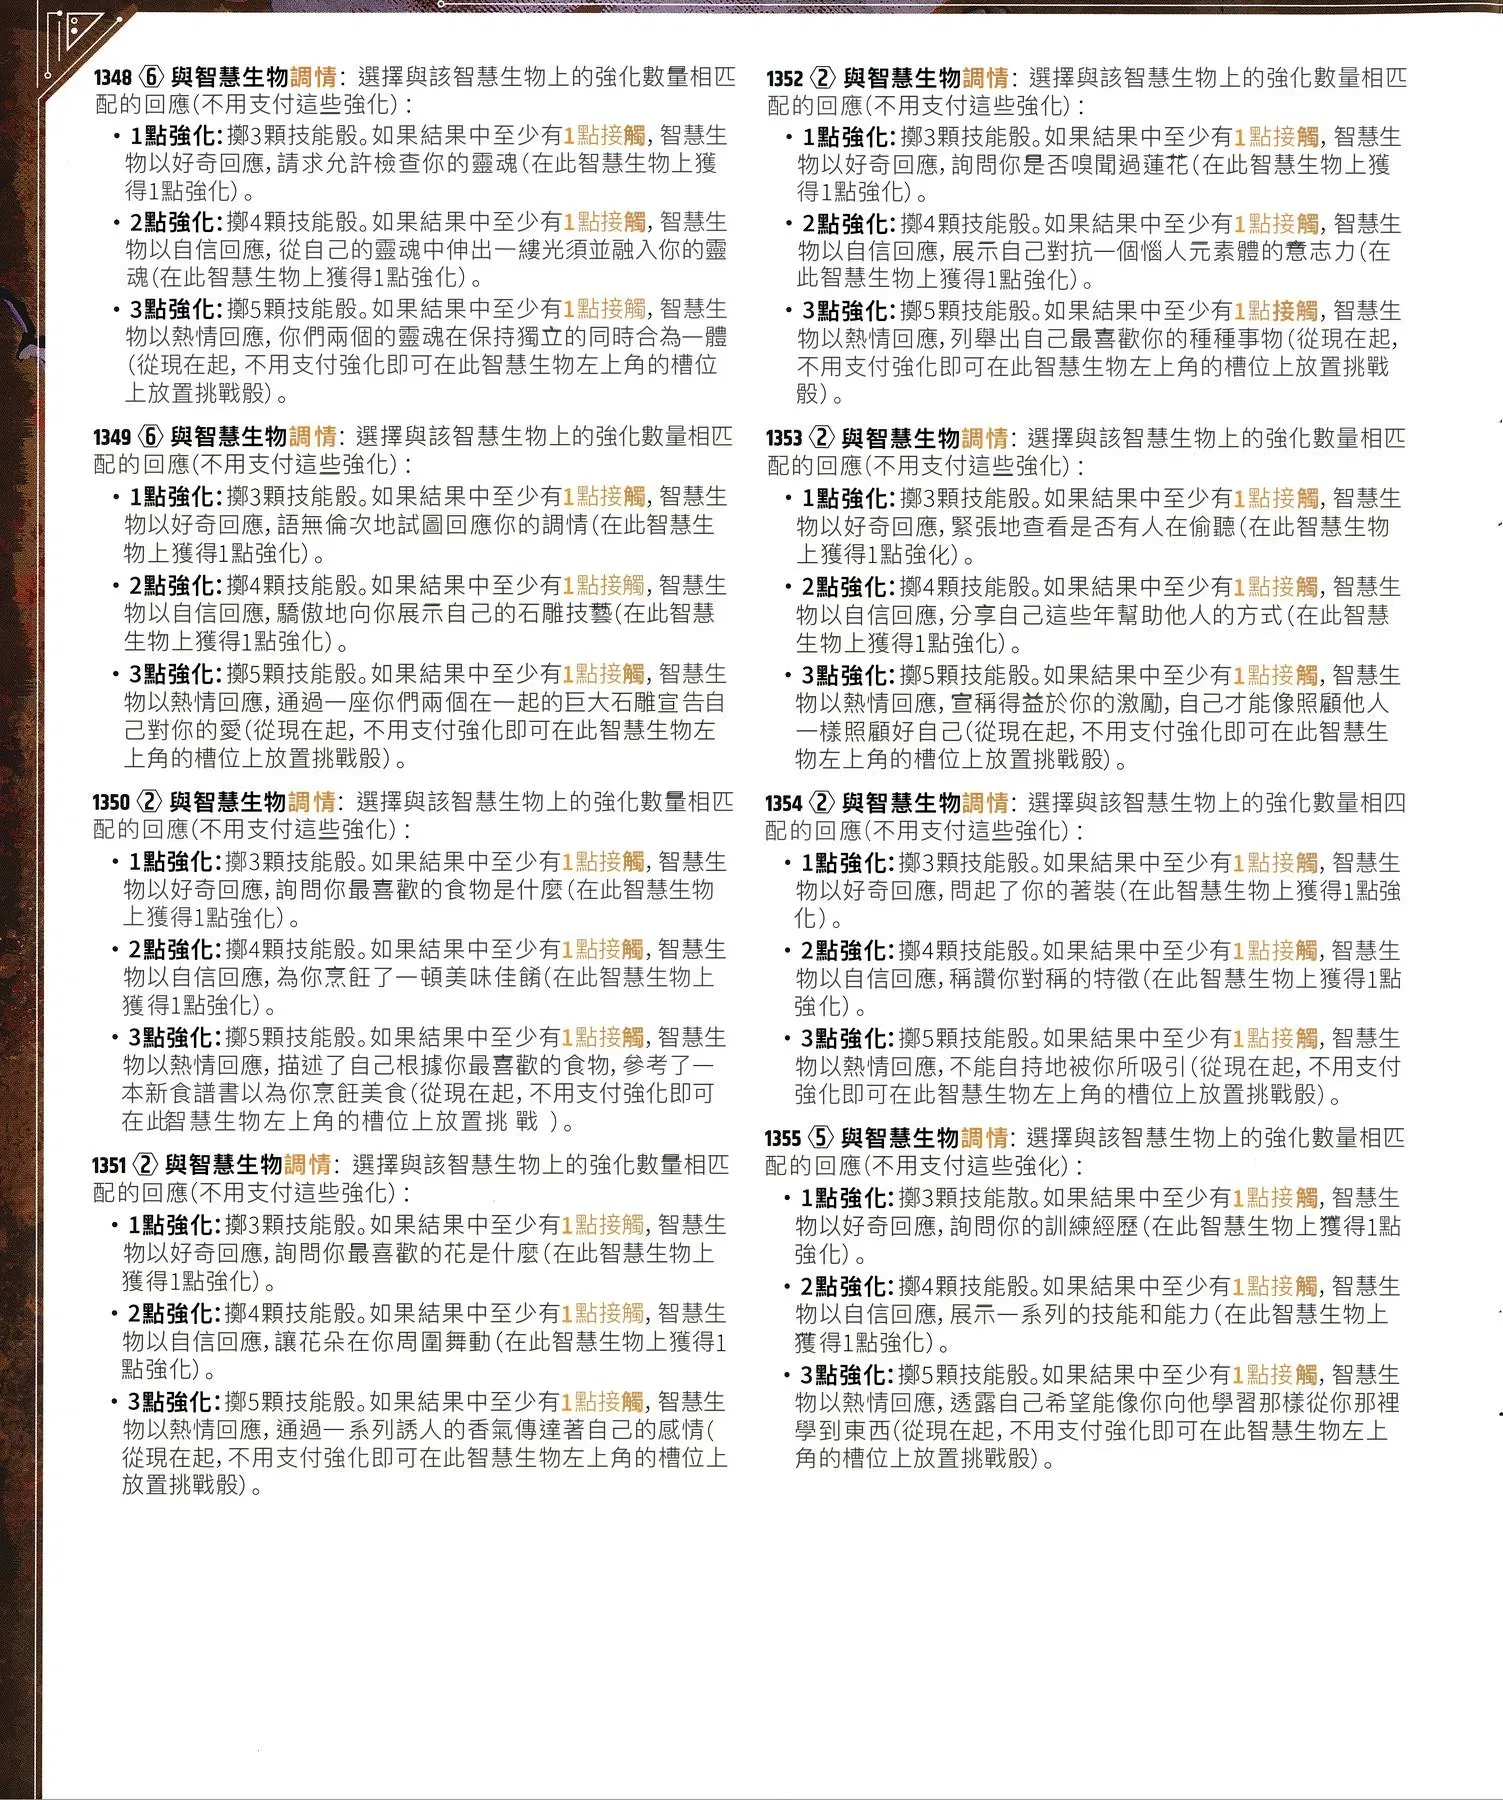 1348 ⑥ 與智慧生物調情：選擇與該智慧生物上的強化數量相匹
配的回應(不用支付這些強化)：
• 1點強化：擲3顆技能骰。如果結果中至少有1點接觸，智慧生
物以好奇回應，請求允許檢查你的靈魂(在此智慧生物上獲
得1點強化)。
• 2點強化：擲4顆技能骰。如果結果中至少有1點接觸，智慧生
物以自信回應，從自己的靈魂中伸出一縷光須並融入你的靈
魂(在此智慧生物上獲得1點強化)。
• 3點強化：擲5顆技能骰。如果結果中至少有1點接觸，智慧生
物以熱情回應，你們兩個的靈魂在保持獨立的同時合為一體
(從現在起，不用支付強化即可在此智慧生物左上角的槽位
上放置挑戰骰)。
1349 ⑥ 與智慧生物調情：選擇與該智慧生物上的強化數量相匹
配的回應(不用支付這些強化)：
• 1點強化：擲3顆技能骰。如果結果中至少有1點接觸，智慧生
物以好奇回應，語無倫次地試圖回應你的調情(在此智慧生
物上獲得1點強化)。
• 2點強化：擲4顆技能骰。如果結果中至少有1點接觸，智慧生
物以自信回應，驕傲地向你展示自己的石雕技藝(在此智慧
生物上獲得1點強化)。
• 3點強化：擲5顆技能骰。如果結果中至少有1點接觸，智慧生
物以熱情回應，通過一座你們兩個在一起的巨大石雕宣告自
己對你的愛(從現在起，不用支付強化即可在此智慧生物左
上角的槽位上放置挑戰骰)。
1350 ② 與智慧生物調情：選擇與該智慧生物上的強化數量相匹
配的回應(不用支付這些強化)：
• 1點強化：擲3顆技能骰。如果結果中至少有1點接觸，智慧生
物以好奇回應，詢問你最喜歡的食物是什麼(在此智慧生物
上獲得1點強化)。
• 2點強化：擲4顆技能骰。如果結果中至少有1點接觸，智慧生
物以自信回應，為你烹飪了一頓美味佳餚(在此智慧生物上
獲得1點強化)。
• 3點強化：擲5顆技能骰。如果結果中至少有1點接觸，智慧生
物以熱情回應，描述了自己根據你最喜歡的食物，參考了一
本新食譜書以為你烹飪美食(從現在起，不用支付強化即可
在此智慧生物左上角的槽位上放置挑 戰 )。
1351 ② 與智慧生物調情：選擇與該智慧生物上的強化數量相匹
配的回應(不用支付這些強化)：
• 1點強化：擲3顆技能骰。如果結果中至少有1點接觸，智慧生
物以好奇回應，詢問你最喜歡的花是什麼(在此智慧生物上
獲得1點強化)。
• 2點強化：擲4顆技能骰。如果結果中至少有1點接觸，智慧生
物以自信回應，讓花朵在你周圍舞動(在此智慧生物上獲得1
點強化)。
• 3點強化：擲5顆技能骰。如果結果中至少有1點接觸，智慧生
物以熱情回應，通過一系列誘人的香氣傳達著自己的感情(
從現在起，不用支付強化即可在此智慧生物左上角的槽位上
放置挑戰骰)。
1352 ② 與智慧生物調情：選擇與該智慧生物上的強化數量相匹
配的回應(不用支付這些強化)：
• 1點強化：擲3顆技能骰。如果結果中至少有1點接觸，智慧生
物以好奇回應，詢問你是否嗅聞過蓮花(在此智慧生物上獲
得1點強化)。
• 2點強化：擲4顆技能骰。如果結果中至少有1點接觸，智慧生
物以自信回應，展示自己對抗一個惱人元素體的意志力(在
此智慧生物上獲得1點強化)。
• 3點強化：擲5顆技能骰。如果結果中至少有1點接觸，智慧生
物以熱情回應，列舉出自己最喜歡你的種種事物(從現在起，
不用支付強化即可在此智慧生物左上角的槽位上放置挑戰
骰)。
1353 ② 與智慧生物調情：選擇與該智慧生物上的強化數量相匹
配的回應(不用支付這些強化)：
• 1點強化：擲3顆技能骰。如果結果中至少有1點接觸，智慧生
物以好奇回應，緊張地查看是否有人在偷聽(在此智慧生物
上獲得1點強化)。
• 2點強化：擲4顆技能骰。如果結果中至少有1點接觸，智慧生
物以自信回應，分享自己這些年幫助他人的方式(在此智慧
生物上獲得1點強化)。
• 3點強化：擲5顆技能骰。如果結果中至少有1點接觸，智慧生
物以熱情回應，宣稱得益於你的激勵，自己才能像照顧他人
一樣照顧好自己(從現在起，不用支付強化即可在此智慧生
物左上角的槽位上放置挑戰骰)。
1354 ② 與智慧生物調情：選擇與該智慧生物上的強化數量相四
配的回應(不用支付這些強化)：
• 1點強化：擲3顆技能骰。如果結果中至少有1點接觸，智慧生
物以好奇回應，問起了你的著裝(在此智慧生物上獲得1點強
化)。
• 2點強化：擲4顆技能骰。如果結果中至少有1點接觸，智慧生
物以自信回應，稱讚你對稱的特徵(在此智慧生物上獲得1點
強化)。
• 3點強化：擲5顆技能骰。如果結果中至少有1點接觸，智慧生
物以熱情回應，不能自持地被你所吸引(從現在起，不用支付
強化即可在此智慧生物左上角的槽位上放置挑戰骰)。
1355 ⑤ 與智慧生物調情：選擇與該智慧生物上的強化數量相匹
配的回應(不用支付這些強化)：
• 1點強化：擲3顆技能散。如果結果中至少有1點接觸，智慧生
物以好奇回應，詢問你的訓練經歷(在此智慧生物上獲得1點
強化)。
• 2點強化：擲4顆技能骰。如果結果中至少有1點接觸，智慧生
物以自信回應，展示一系列的技能和能力(在此智慧生物上
獲得1點強化)。
• 3點強化：擲5顆技能骰。如果結果中至少有1點接觸，智慧生
物以熱情回應，透露自己希望能像你向他學習那樣從你那裡
學到東西(從現在起，不用支付強化即可在此智慧生物左上
角的槽位上放置挑戰骰)。